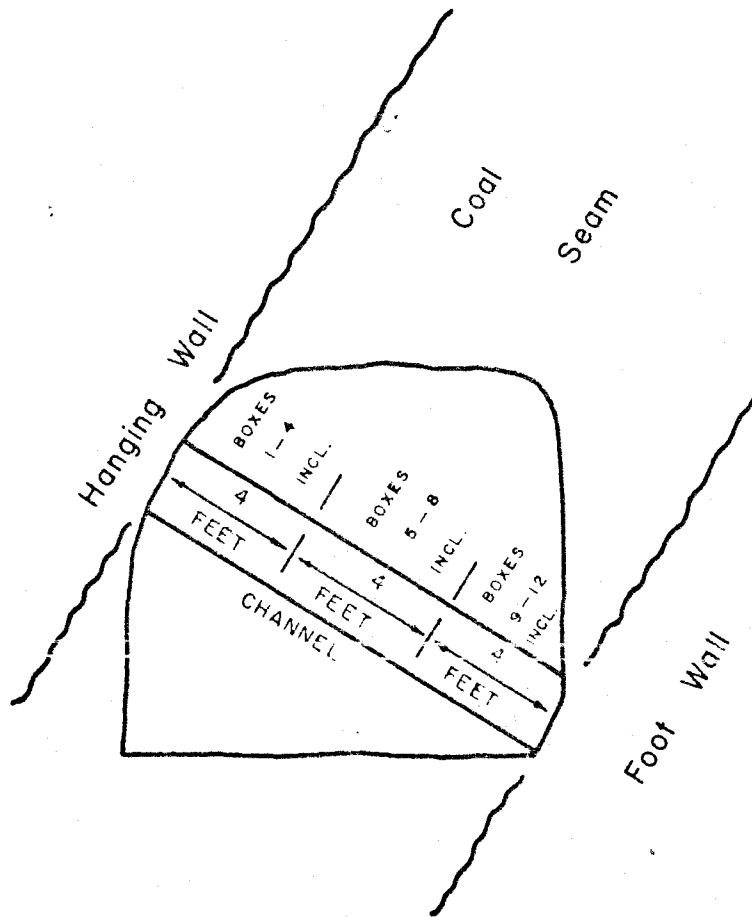 Coal
Seam
Hanging Wall
BOXES
1-4
INCL.
BOXES
5-8
INCL.
BOXES
9-12
INCL.
4
FEET
4
FEET
4
FEET
CHANNEL
Foot Wall